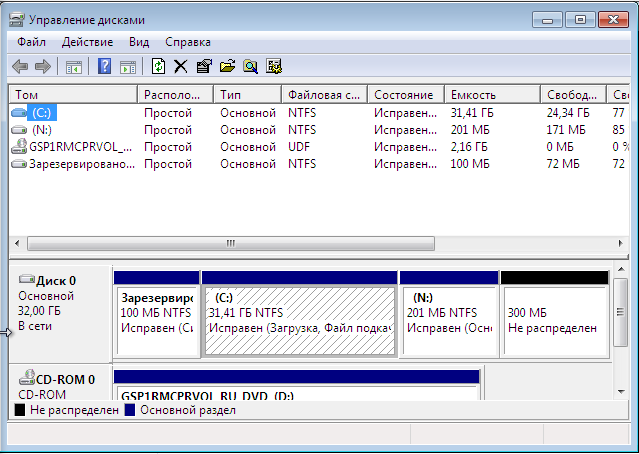 Управление дисками
Файл Действие Вид Справка
Том Располо... Тип Файловая с... Состояние Емкость Свобод... Сво
(C:) Простой Основной NTFS Исправен... 31,41 ГБ 24,34 ГБ 77
(N:) Простой Основной NTFS Исправен... 201 МБ 171 МБ 85
GSP1RMCPRVOL_... Простой Основной UDF Исправен... 2,16 ГБ 0 МБ 0 %
Зарезервировано... Простой Основной NTFS Исправен... 100 МБ 72 МБ 72
Диск 0
Основной
32,00 ГБ
В сети
Зарезервиро
100 МБ NTFS
Исправен (Си
(C:)
31,41 ГБ NTFS
Исправен (Загрузка, Файл подкач
(N:)
201 МБ NTFS
Исправен (Осн
300 МБ
Не распределен
CD-ROM 0
CD-ROM
GSP1RMCPRVOL_RU_DVD (D:)
Не распределен Основной раздел